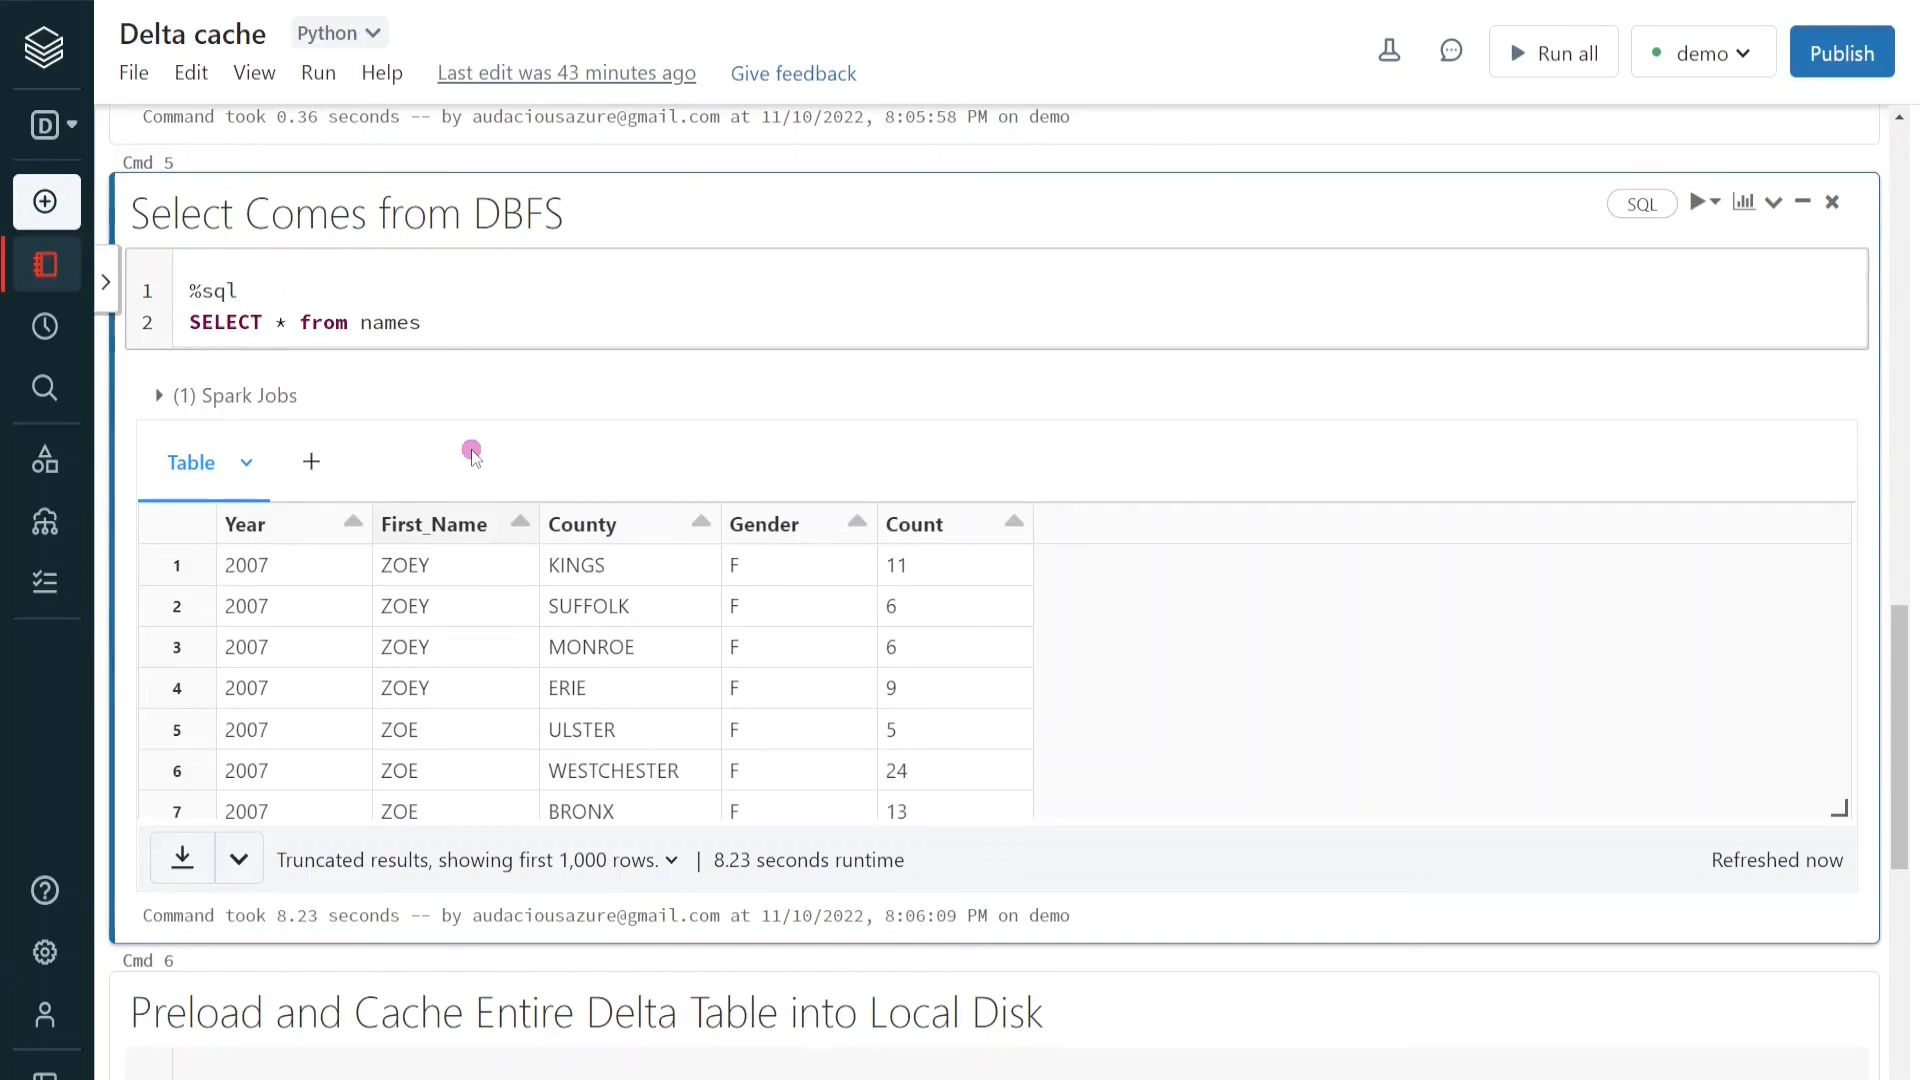 Delta cache Python
File Edit View Run Help Last edit was 43 minutes ago Give feedback
Run all demo Publish
D
Command took 0.36 seconds -- by audaciousazure@gmail.com at 11/10/2022, 8:05:58 PM on demo
Cmd 5
Select Comes from DBFS
SQL
1 %sql
2 SELECT * from names
(1) Spark Jobs
Table +
Year First_Name County Gender Count
1 2007 ZOEY KINGS F 11
2 2007 ZOEY SUFFOLK F 6
3 2007 ZOEY MONROE F 6
4 2007 ZOEY ERIE F 9
5 2007 ZOE ULSTER F 5
6 2007 ZOE WESTCHESTER F 24
7 2007 ZOE BRONX F 13
Truncated results, showing first 1,000 rows. | 8.23 seconds runtime Refreshed now
Command took 8.23 seconds -- by audaciousazure@gmail.com at 11/10/2022, 8:06:09 PM on demo
Cmd 6
Preload and Cache Entire Delta Table into Local Disk